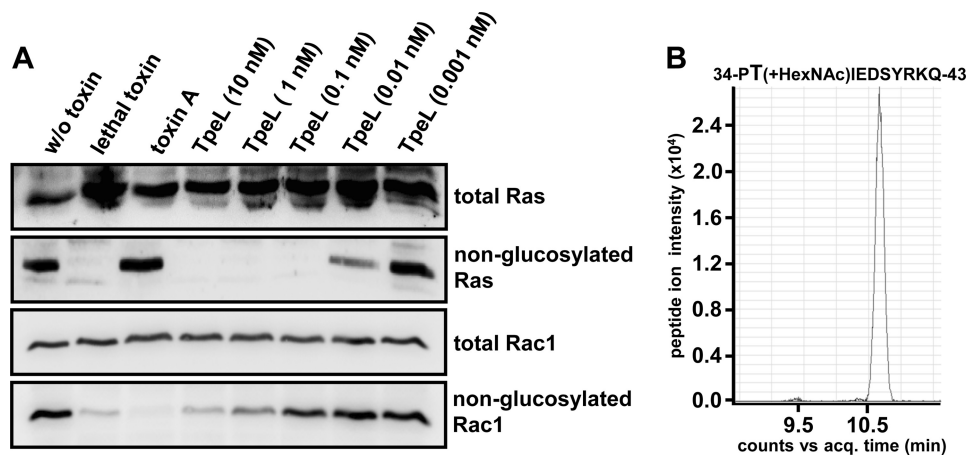 A
w/o toxin
lethal toxin
toxin A
TpeL (10 nM)
TpeL ( 1 nM)
TpeL (0.1 nM)
TpeL (0.01 nM)
TpeL (0.001 nM)
total Ras
non-glucosylated
Ras
total Rac1
non-glucosylated
Rac1
B
34-PT(+HexNAc)IEDSYRKQ-43
peptide ion intensity (x10⁴)
2.4
2.0
1.6
1.2
0.8
0.4
0.0
9.5 10.5
counts vs acq. time (min)